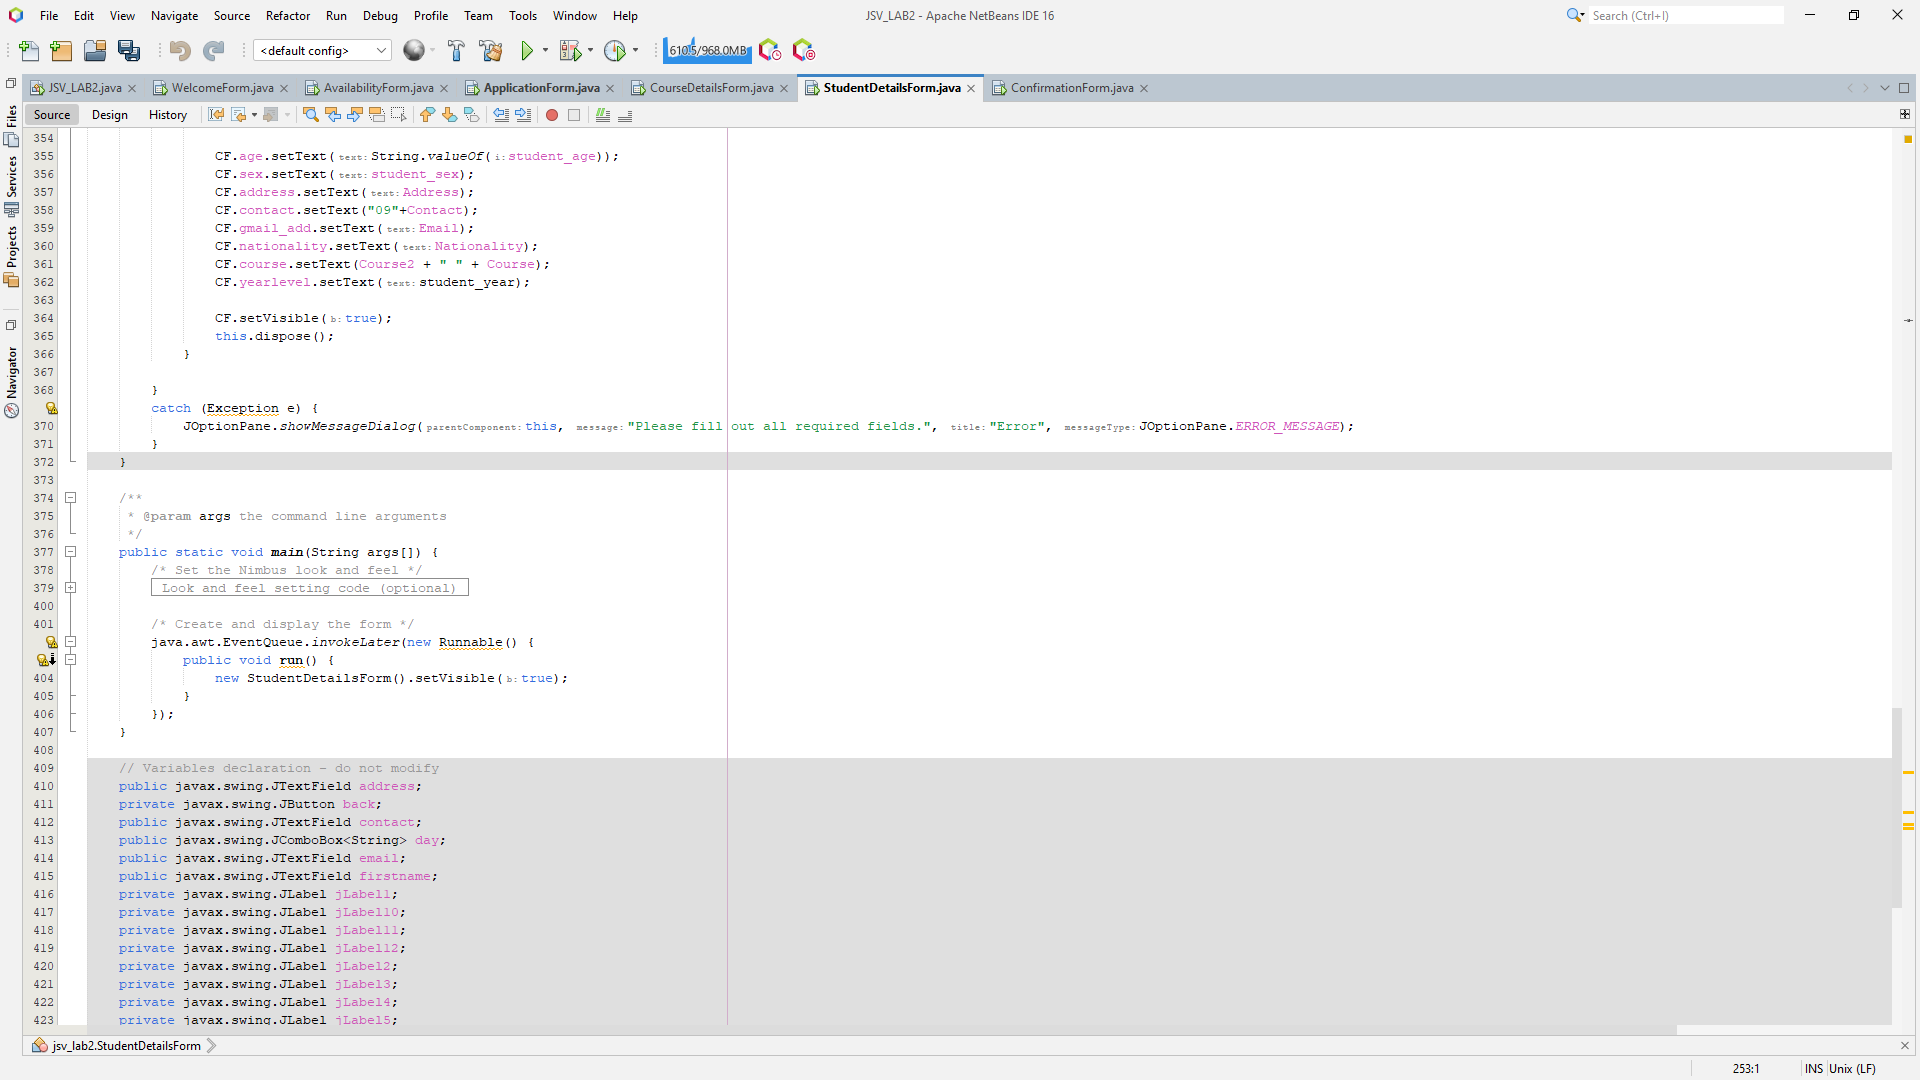 File Edit View Navigate Source Refactor Run Debug Profile Team Tools Window Help
JSV_LAB2 - Apache NetBeans IDE 16
Search (Ctrl+I)
<default config>
610.5/968.0MB
JSV_LAB2.java WelcomeForm.java AvailabilityForm.java ApplicationForm.java CourseDetailsForm.java StudentDetailsForm.java ConfirmationForm.java
Source Design History
Files
Services
Projects
Navigator
354
355 CF.age.setText(text:String.valueOf(i:student_age));
356 CF.sex.setText(text:student_sex);
357 CF.address.setText(text:Address);
358 CF.contact.setText("09"+Contact);
359 CF.gmail_add.setText(text:Email);
360 CF.nationality.setText(text:Nationality);
361 CF.course.setText(Course2 + " " + Course);
362 CF.yearlevel.setText(text:student_year);
363
364 CF.setVisible(b:true);
365 this.dispose();
366 }
367
368 }
catch (Exception e) {
370 JOptionPane.showMessageDialog(parentComponent:this, message:"Please fill out all required fields.", title:"Error", messageType:JOptionPane.ERROR_MESSAGE);
371 }
372 }
373
374 /**
375 * @param args the command line arguments
376 */
377 public static void main(String args[]) {
378 /* Set the Nimbus look and feel */
379 Look and feel setting code (optional)
400
401 /* Create and display the form */
java.awt.EventQueue.invokeLater(new Runnable() {
public void run() {
404 new StudentDetailsForm().setVisible(b:true);
405 }
406 });
407 }
408
409 // Variables declaration - do not modify
410 public javax.swing.JTextField address;
411 private javax.swing.JButton back;
412 public javax.swing.JTextField contact;
413 public javax.swing.JComboBox<String> day;
414 public javax.swing.JTextField email;
415 public javax.swing.JTextField firstname;
416 private javax.swing.JLabel jLabel1;
417 private javax.swing.JLabel jLabel10;
418 private javax.swing.JLabel jLabel11;
419 private javax.swing.JLabel jLabel12;
420 private javax.swing.JLabel jLabel2;
421 private javax.swing.JLabel jLabel3;
422 private javax.swing.JLabel jLabel4;
423 private javax.swing.JLabel jLabel5;
jsv_lab2.StudentDetailsForm
253:1 INS Unix (LF)